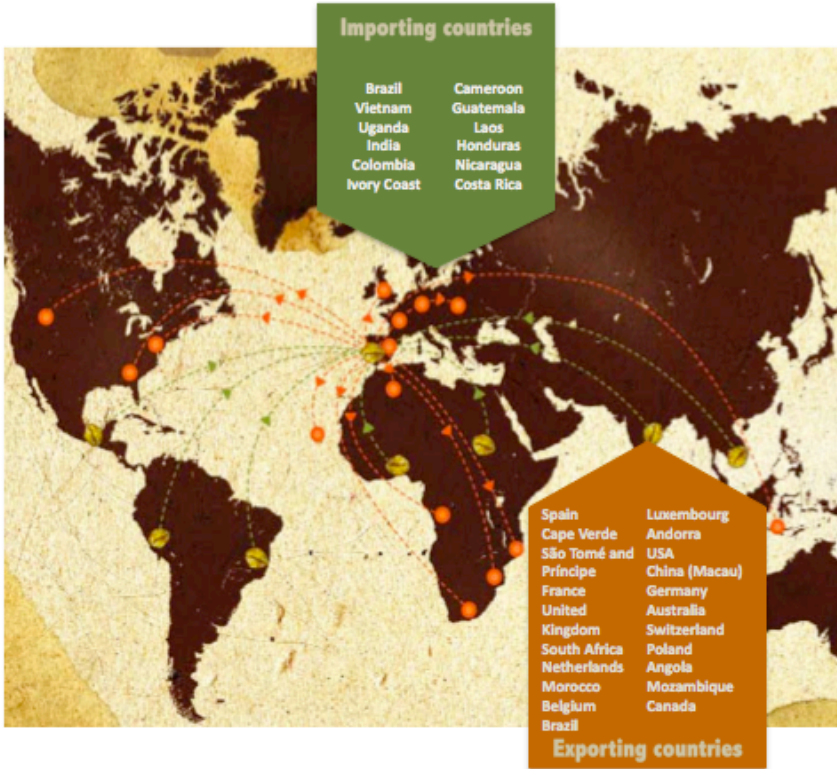 Importing countries
Brazil
Vietnam
Uganda
India
Colombia
Ivory Coast
Cameroon
Guatemala
Laos
Honduras
Nicaragua
Costa Rica
Spain
Cape Verde
São Tomé and
Príncipe
France
United
Kingdom
South Africa
Netherlands
Morocco
Belgium
Brazil
Luxembourg
Andorra
USA
China (Macau)
Germany
Australia
Switzerland
Poland
Angola
Mozambique
Canada
Exporting countries